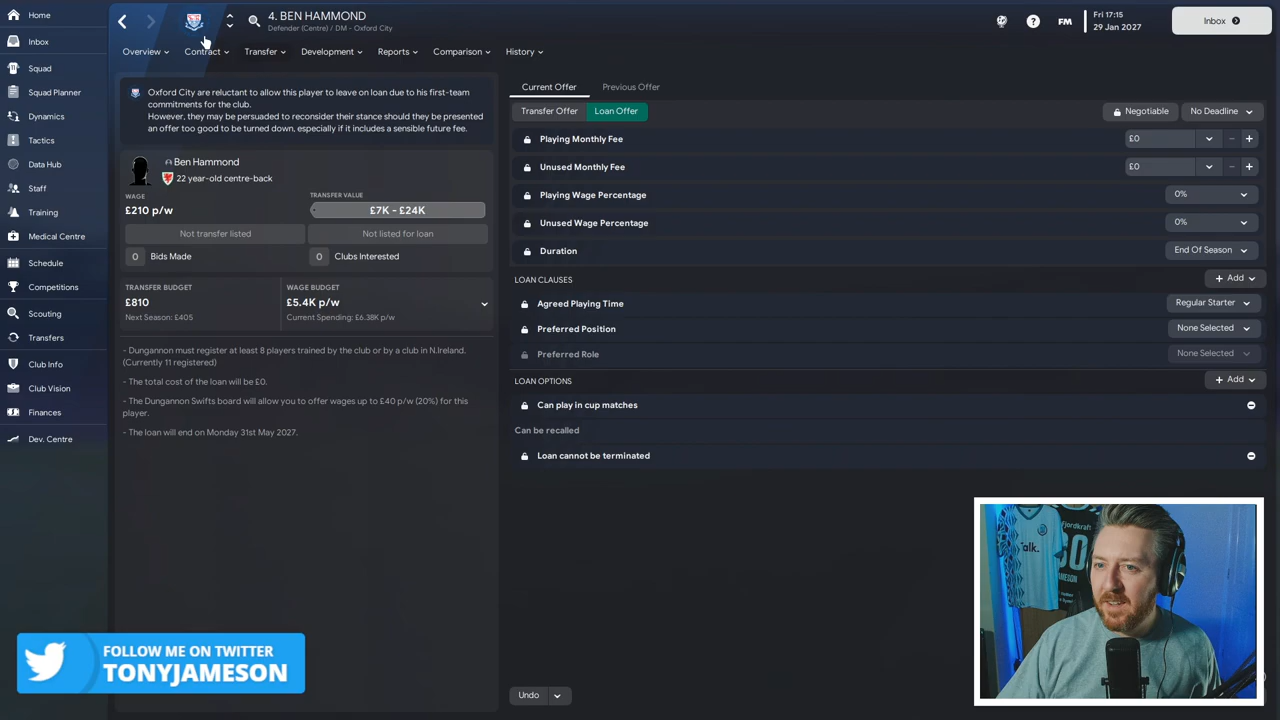 Home
Inbox
Squad
Squad Planner
Dynamics
Tactics
Data Hub
Staff
Training
Medical Centre
Schedule
Competitions
Scouting
Transfers
Club Info
Club Vision
Finances
Dev. Centre
4. BEN HAMMOND
Defender (Centre) / DM - Oxford City
FM
Fri 17:15
29 Jan 2027
Inbox
Overview
Contract
Transfer
Development
Reports
Comparison
History
Oxford City are reluctant to allow this player to leave on loan due to his first-team
commitments for the club.
However, they may be persuaded to reconsider their stance should they be presented
an offer too good to be turned down, especially if it includes a sensible future fee.
Ben Hammond
22 year-old centre-back
WAGE
£210 p/w
TRANSFER VALUE
£7K - £24K
Not transfer listed
Not listed for loan
0 Bids Made
0 Clubs Interested
TRANSFER BUDGET
£810
Next Season: £405
WAGE BUDGET
£5.4K p/w
Current Spending: £6.38K p/w
- Dungannon must register at least 8 players trained by the club or by a club in N.Ireland.
(Currently 11 registered)
- The total cost of the loan will be £0.
- The Dungannon Swifts board will allow you to offer wages up to £40 p/w (20%) for this
player.
- The loan will end on Monday 31st May 2027.
Current Offer
Previous Offer
Transfer Offer
Loan Offer
Negotiable
No Deadline
Playing Monthly Fee £0
Unused Monthly Fee £0
Playing Wage Percentage 0%
Unused Wage Percentage 0%
Duration End Of Season
LOAN CLAUSES
Add
Agreed Playing Time Regular Starter
Preferred Position None Selected
Preferred Role None Selected
LOAN OPTIONS
Add
Can play in cup matches
Can be recalled
Loan cannot be terminated
Undo
FOLLOW ME ON TWITTER
TONYJAMESON
Talk.
fjordkraft
JAMESON